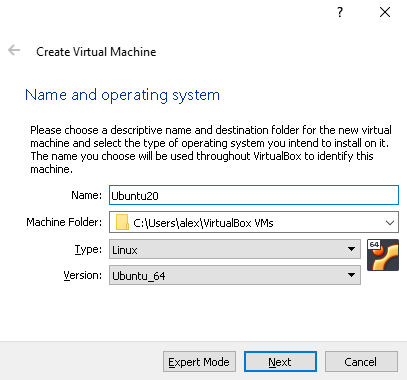 ?
Create Virtual Machine
Name and operating system
Please choose a descriptive name and destination folder for the new virtual
machine and select the type of operating system you intend to install on it.
The name you choose will be used throughout VirtualBox to identify this
machine.
Name: Ubuntu20
Machine Folder: C:\Users\alex\VirtualBox VMs
Type: Linux
64
Version: Ubuntu_64
Expert Mode Next Cancel